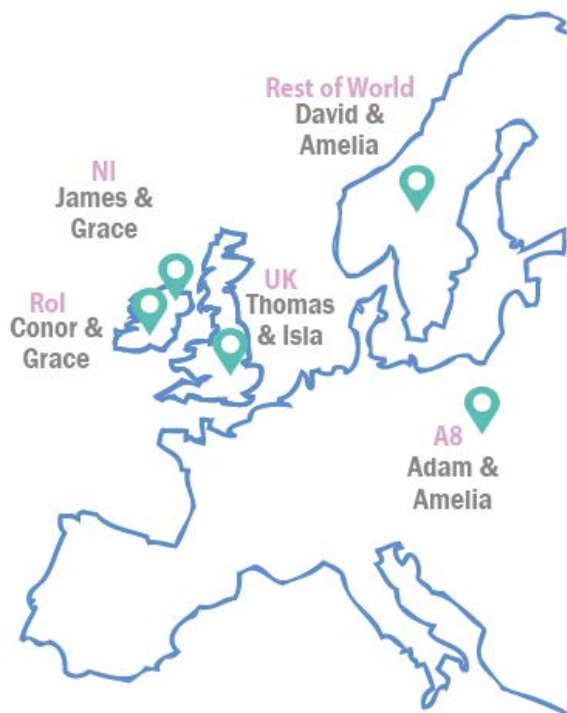 Rest of World
David &
Amelia
NI
James &
Grace
RoI
Conor &
Grace
UK
Thomas
& Isla
A8
Adam &
Amelia